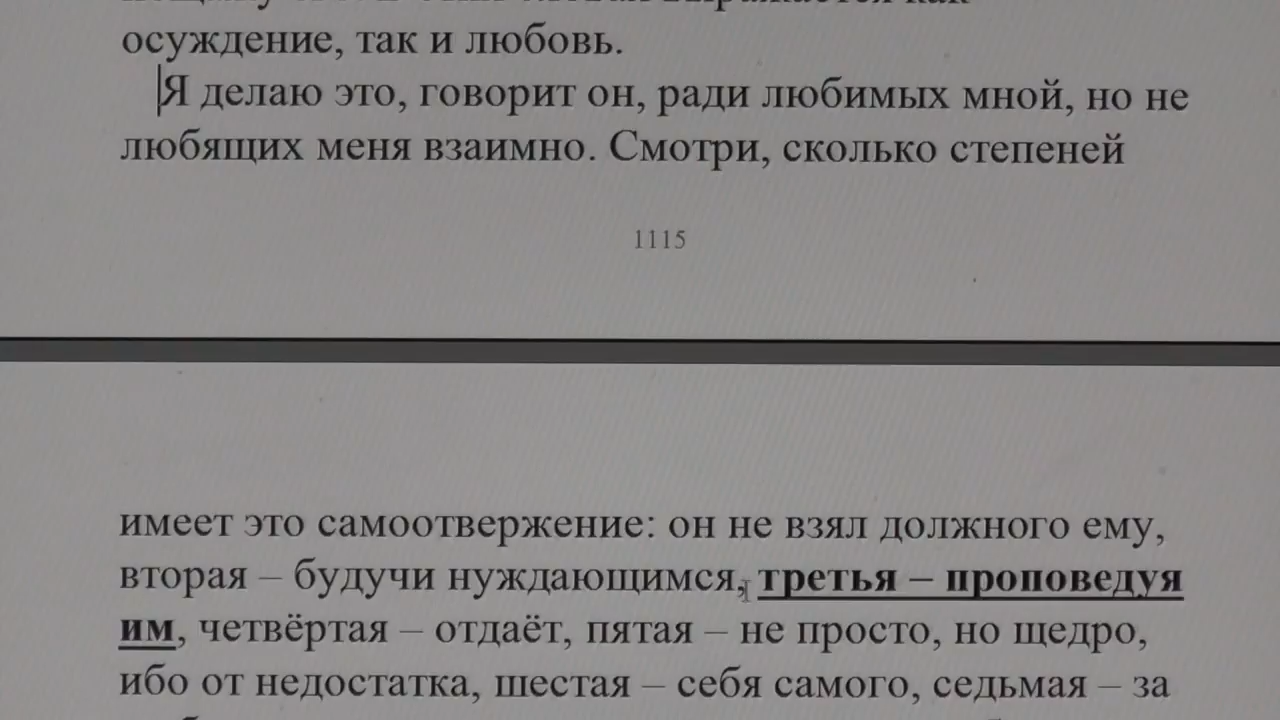 осуждение, так и любовь.
Я делаю это, говорит он, ради любимых мной, но не
любящих меня взаимно. Смотри, сколько степеней
1115
имеет это самоотвержение: он не взял должного ему,
вторая – будучи нуждающимся, третья – проповедуя
им, четвёртая – отдаёт, пятая – не просто, но щедро,
ибо от недостатка, шестая – себя самого, седьмая – за